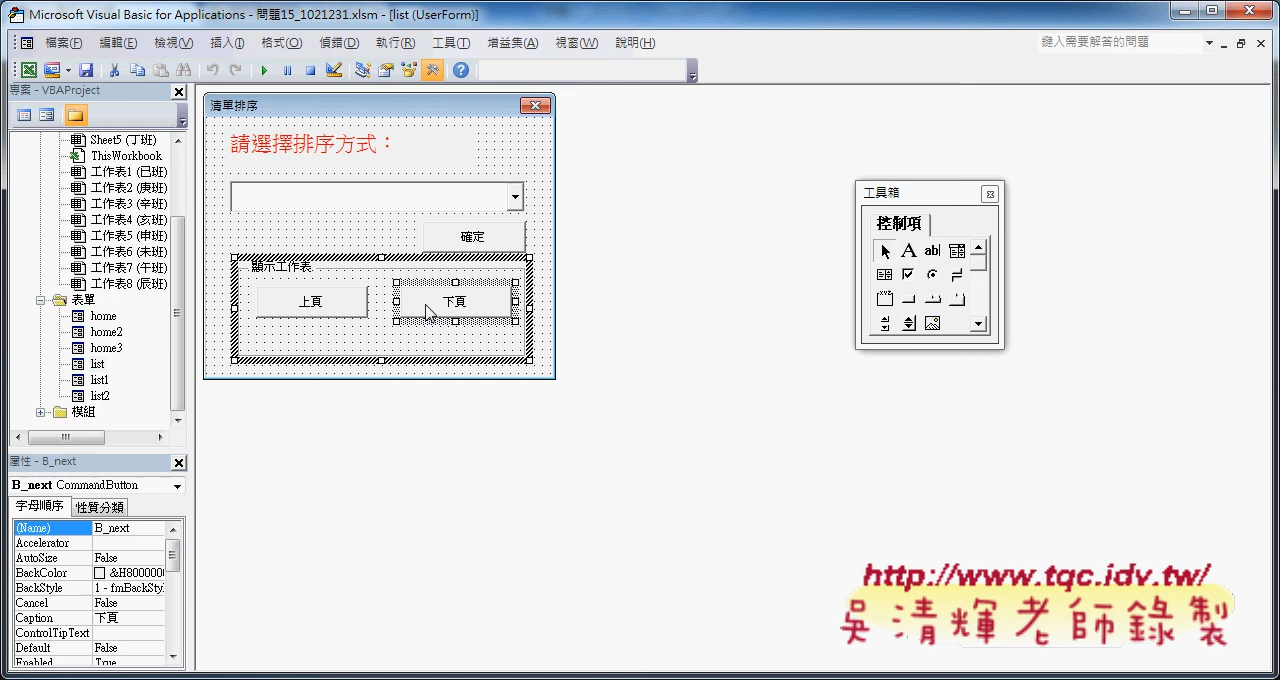 Microsoft Visual Basic for Applications - 問題15_1021231.xlsm - [list (UserForm)]
檔案(F) 編輯(E) 檢視(V) 插入(I) 格式(O) 偵錯(D) 執行(R) 工具(T) 增益集(A) 視窗(W) 說明(H)
鍵入需要解答的問題
專案 - VBAProject
Sheet5 (丁班)
ThisWorkbook
工作表1 (巳班)
工作表2 (庚班)
工作表3 (辛班)
工作表4 (亥班)
工作表5 (申班)
工作表6 (未班)
工作表7 (午班)
工作表8 (辰班)
表單
home
home2
home3
list
list1
list2
模組
屬性 - B_next
B_next CommandButton
字母順序 性質分類
(Name) B_next
Accelerator
AutoSize False
BackColor &H8000000
BackStyle 1 - fmBackSty
Cancel False
Caption 下頁
ControlTipText
Default False
Enabled True
清單排序
請選擇排序方式：
確定
顯示工作表
上頁
下頁
工具箱
控制項
A abl
http://www.tqc.idv.tw/
吳清輝老師錄製